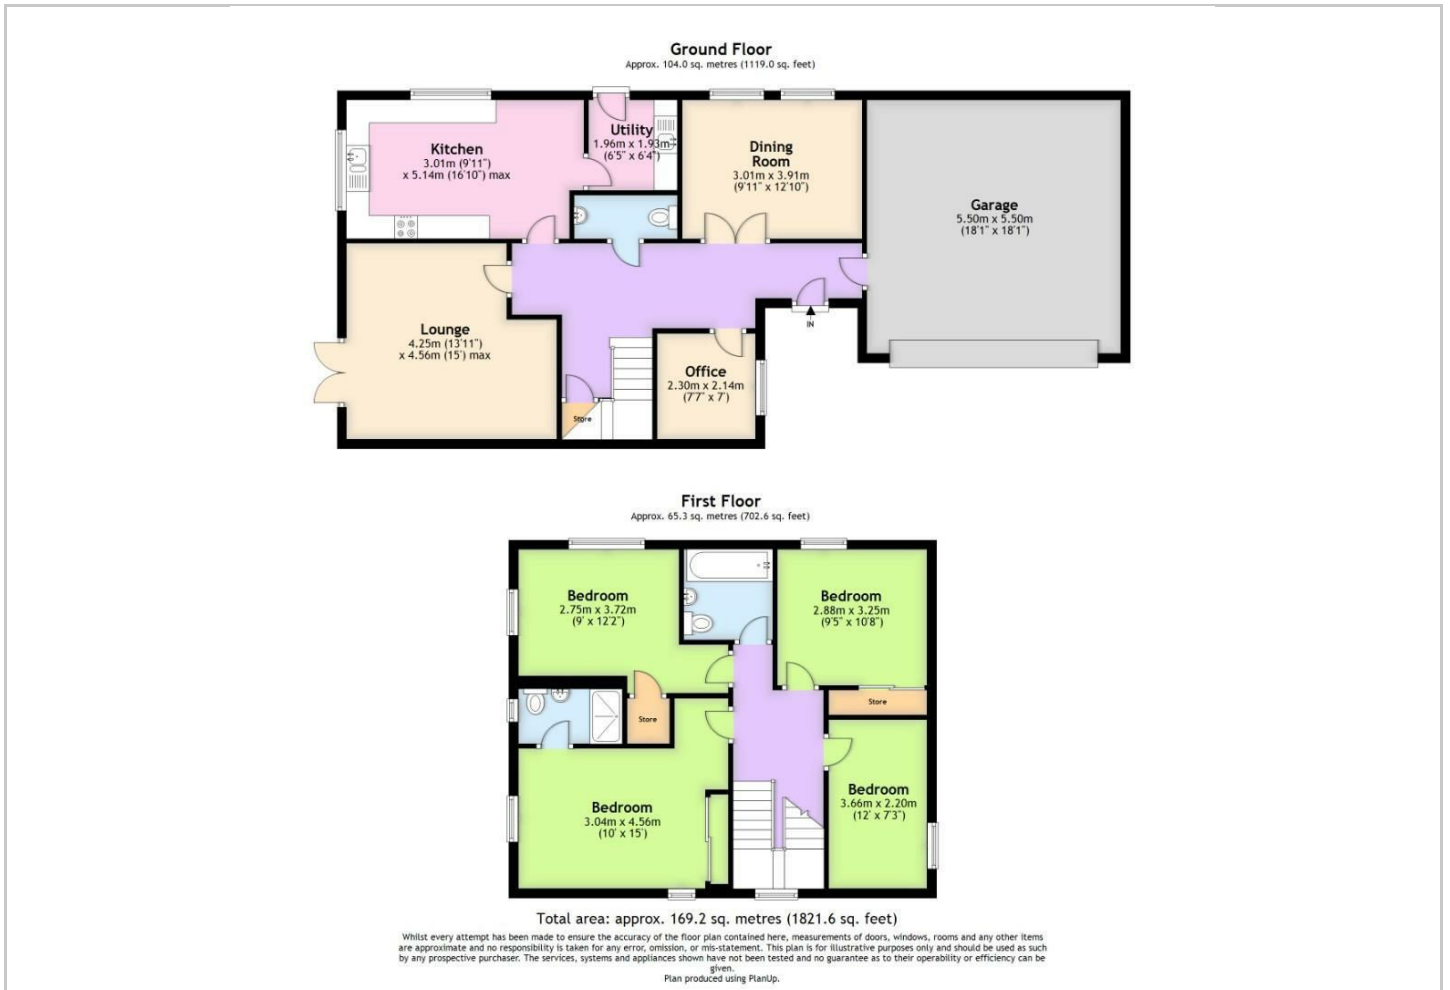 Ground Floor
Approx. 104.0 sq. metres (1119.0 sq. feet)
Kitchen
3.01m (9'11")
x 5.14m (16'10") max
Utility
1.96m x 1.93m
(6'5" x 6'4")
Dining
Room
3.01m x 3.91m
(9'11" x 12'10")
Garage
5.50m x 5.50m
(18'1" x 18'1")
Lounge
4.25m (13'11")
x 4.56m (15') max
Office
2.30m x 2.14m
(7'7" x 7')
IN
Store
First Floor
Approx. 65.3 sq. metres (702.6 sq. feet)
Bedroom
2.75m x 3.72m
(9' x 12'2")
Bedroom
2.88m x 3.25m
(9'5" x 10'8")
Store
Store
Bedroom
3.04m x 4.56m
(10' x 15')
Bedroom
3.66m x 2.20m
(12' x 7'3")
Total area: approx. 169.2 sq. metres (1821.6 sq. feet)
Whilst every attempt has been made to ensure the accuracy of the floor plan contained here, measurements of doors, windows, rooms and any other items
are approximate and no responsibility is taken for any error, omission, or mis-statement. This plan is for illustrative purposes only and should be used as such
by any prospective purchaser. The services, systems and appliances shown have not been tested and no guarantee as to their operability or efficiency can be
given.
Plan produced using PlanUp.